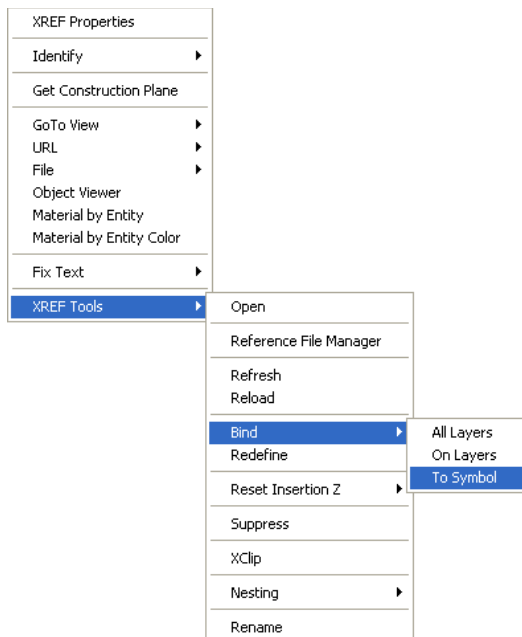 XREF Properties
Identify
Get Construction Plane
GoTo View
URL
File
Object Viewer
Material by Entity
Material by Entity Color
Fix Text
XREF Tools
Open
Reference File Manager
Refresh
Reload
Bind
Redefine
Reset Insertion Z
Suppress
XClip
Nesting
Rename
All Layers
On Layers
To Symbol